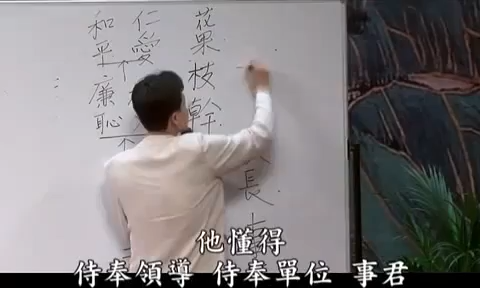 花果枝幹
仁愛
和平廉恥
長
他懂得
侍奉領導 侍奉單位 事君